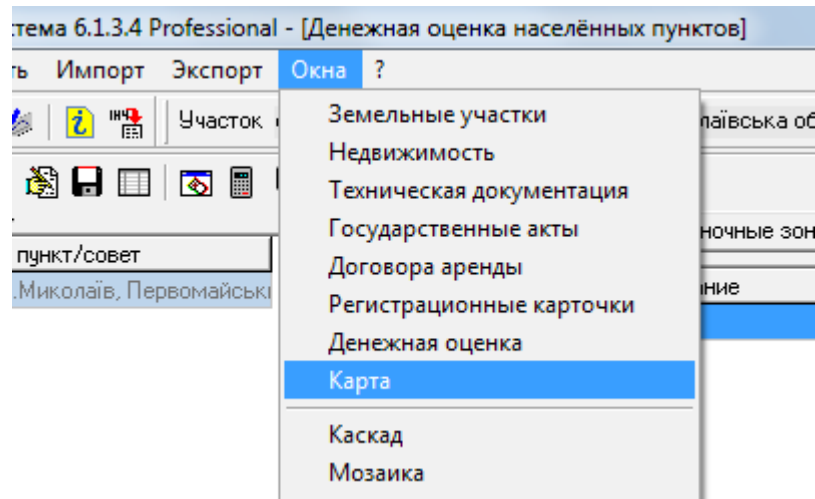 тема 6.1.3.4 Professional - [Денежная оценка населённых пунктов]
ть Импорт Экспорт Окна ?
ІНЧ Участок лаївська об
Земельные участки
Недвижимость
Техническая документация
Государственные акты
ночные зон
Договора аренды
пункт/совет
ание
.Миколаїв, Первомайськ
Регистрационные карточки
Денежная оценка
Карта
Каскад
Мозаика